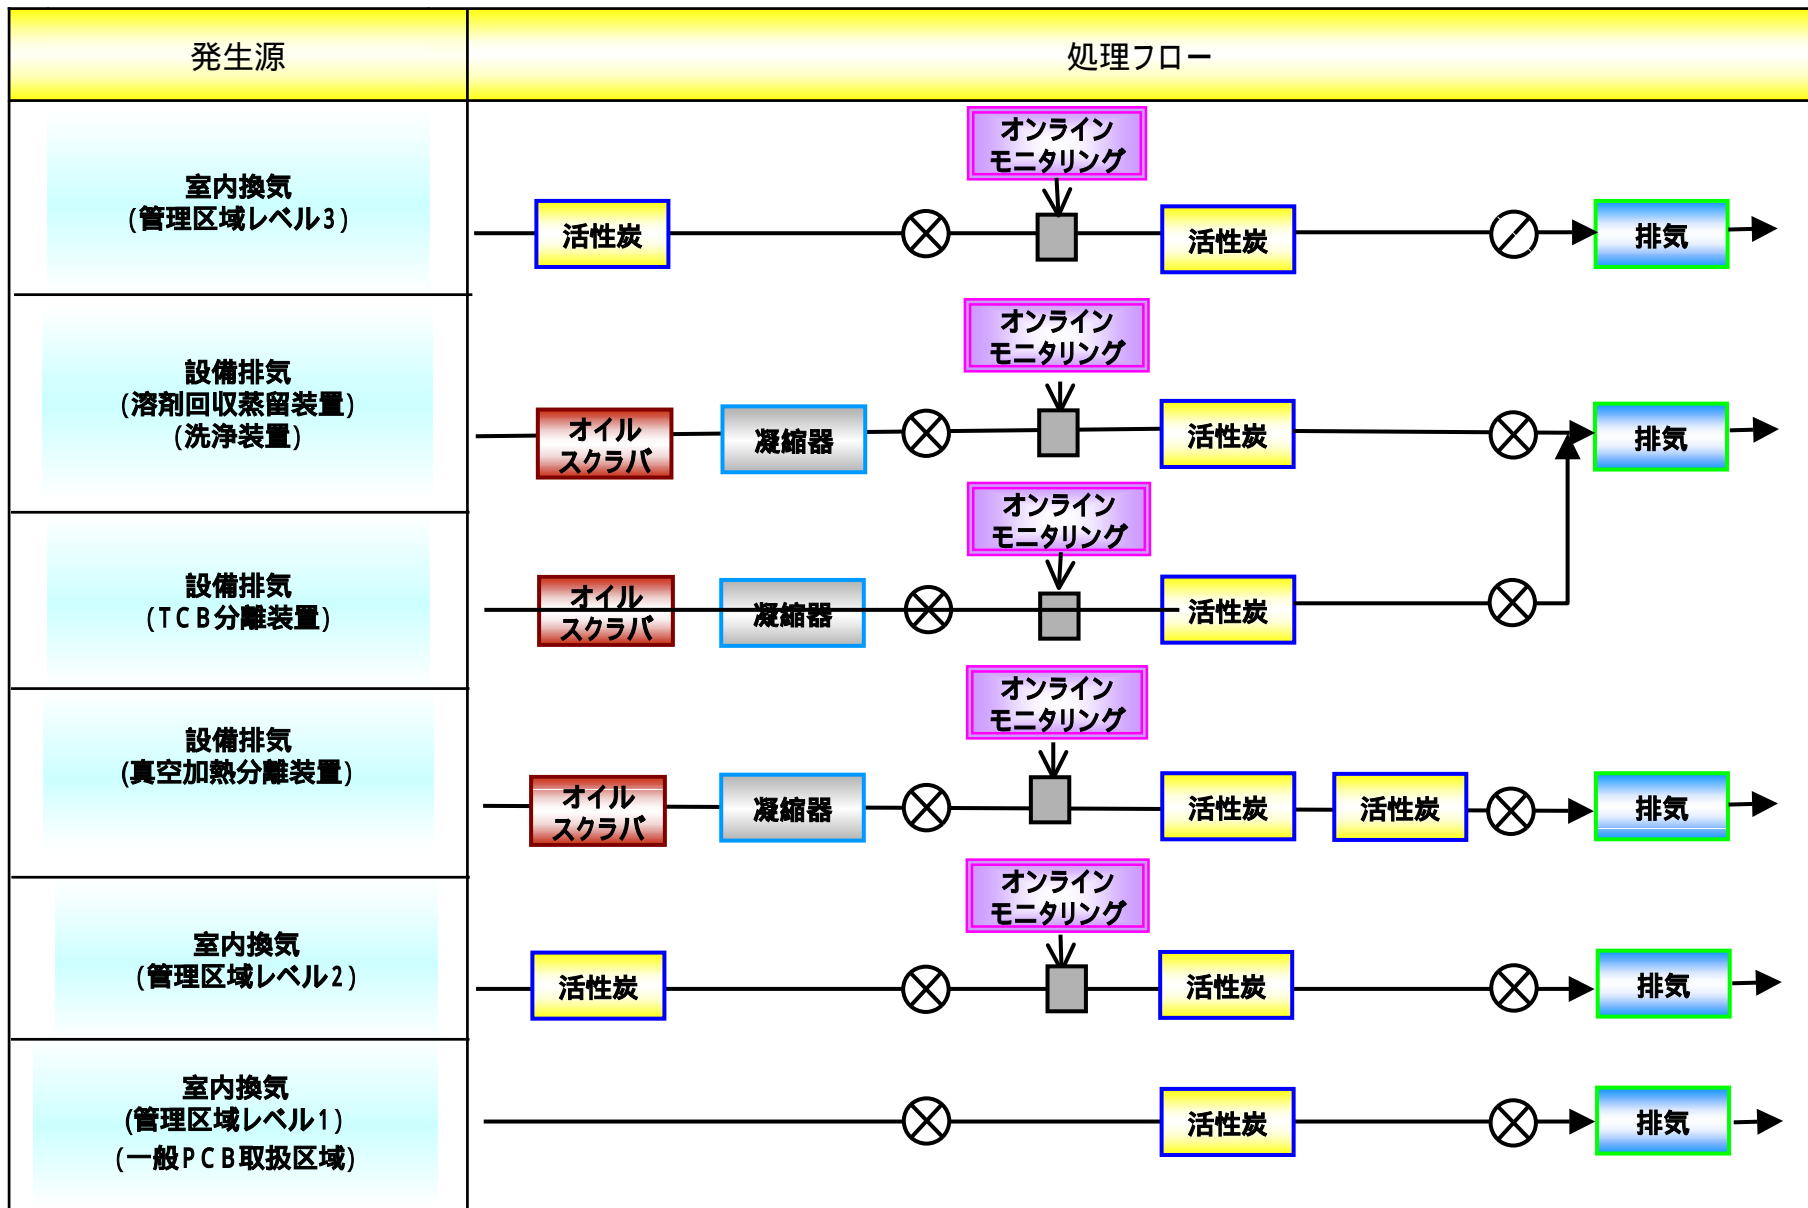 発生源
処理フロー
室内換気
(管理区域レベル3)
オンライン
モニタリング
活性炭
活性炭
排気
設備排気
(溶剤回収蒸留装置)
(洗浄装置)
オンライン
モニタリング
オイル
スクラバ
凝縮器
活性炭
排気
設備排気
(TCB分離装置)
オンライン
モニタリング
オイル
スクラバ
凝縮器
活性炭
設備排気
(真空加熱分離装置)
オンライン
モニタリング
オイル
スクラバ
凝縮器
活性炭
活性炭
排気
室内換気
(管理区域レベル2)
オンライン
モニタリング
活性炭
活性炭
排気
室内換気
(管理区域レベル1)
(一般PCB取扱区域)
活性炭
排気